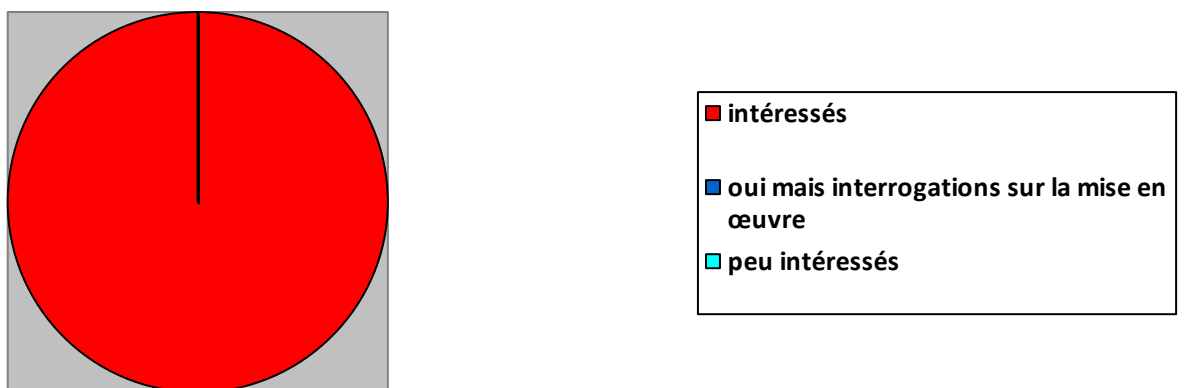 intéressés
oui mais interrogations sur la mise en
œuvre
peu intéressés